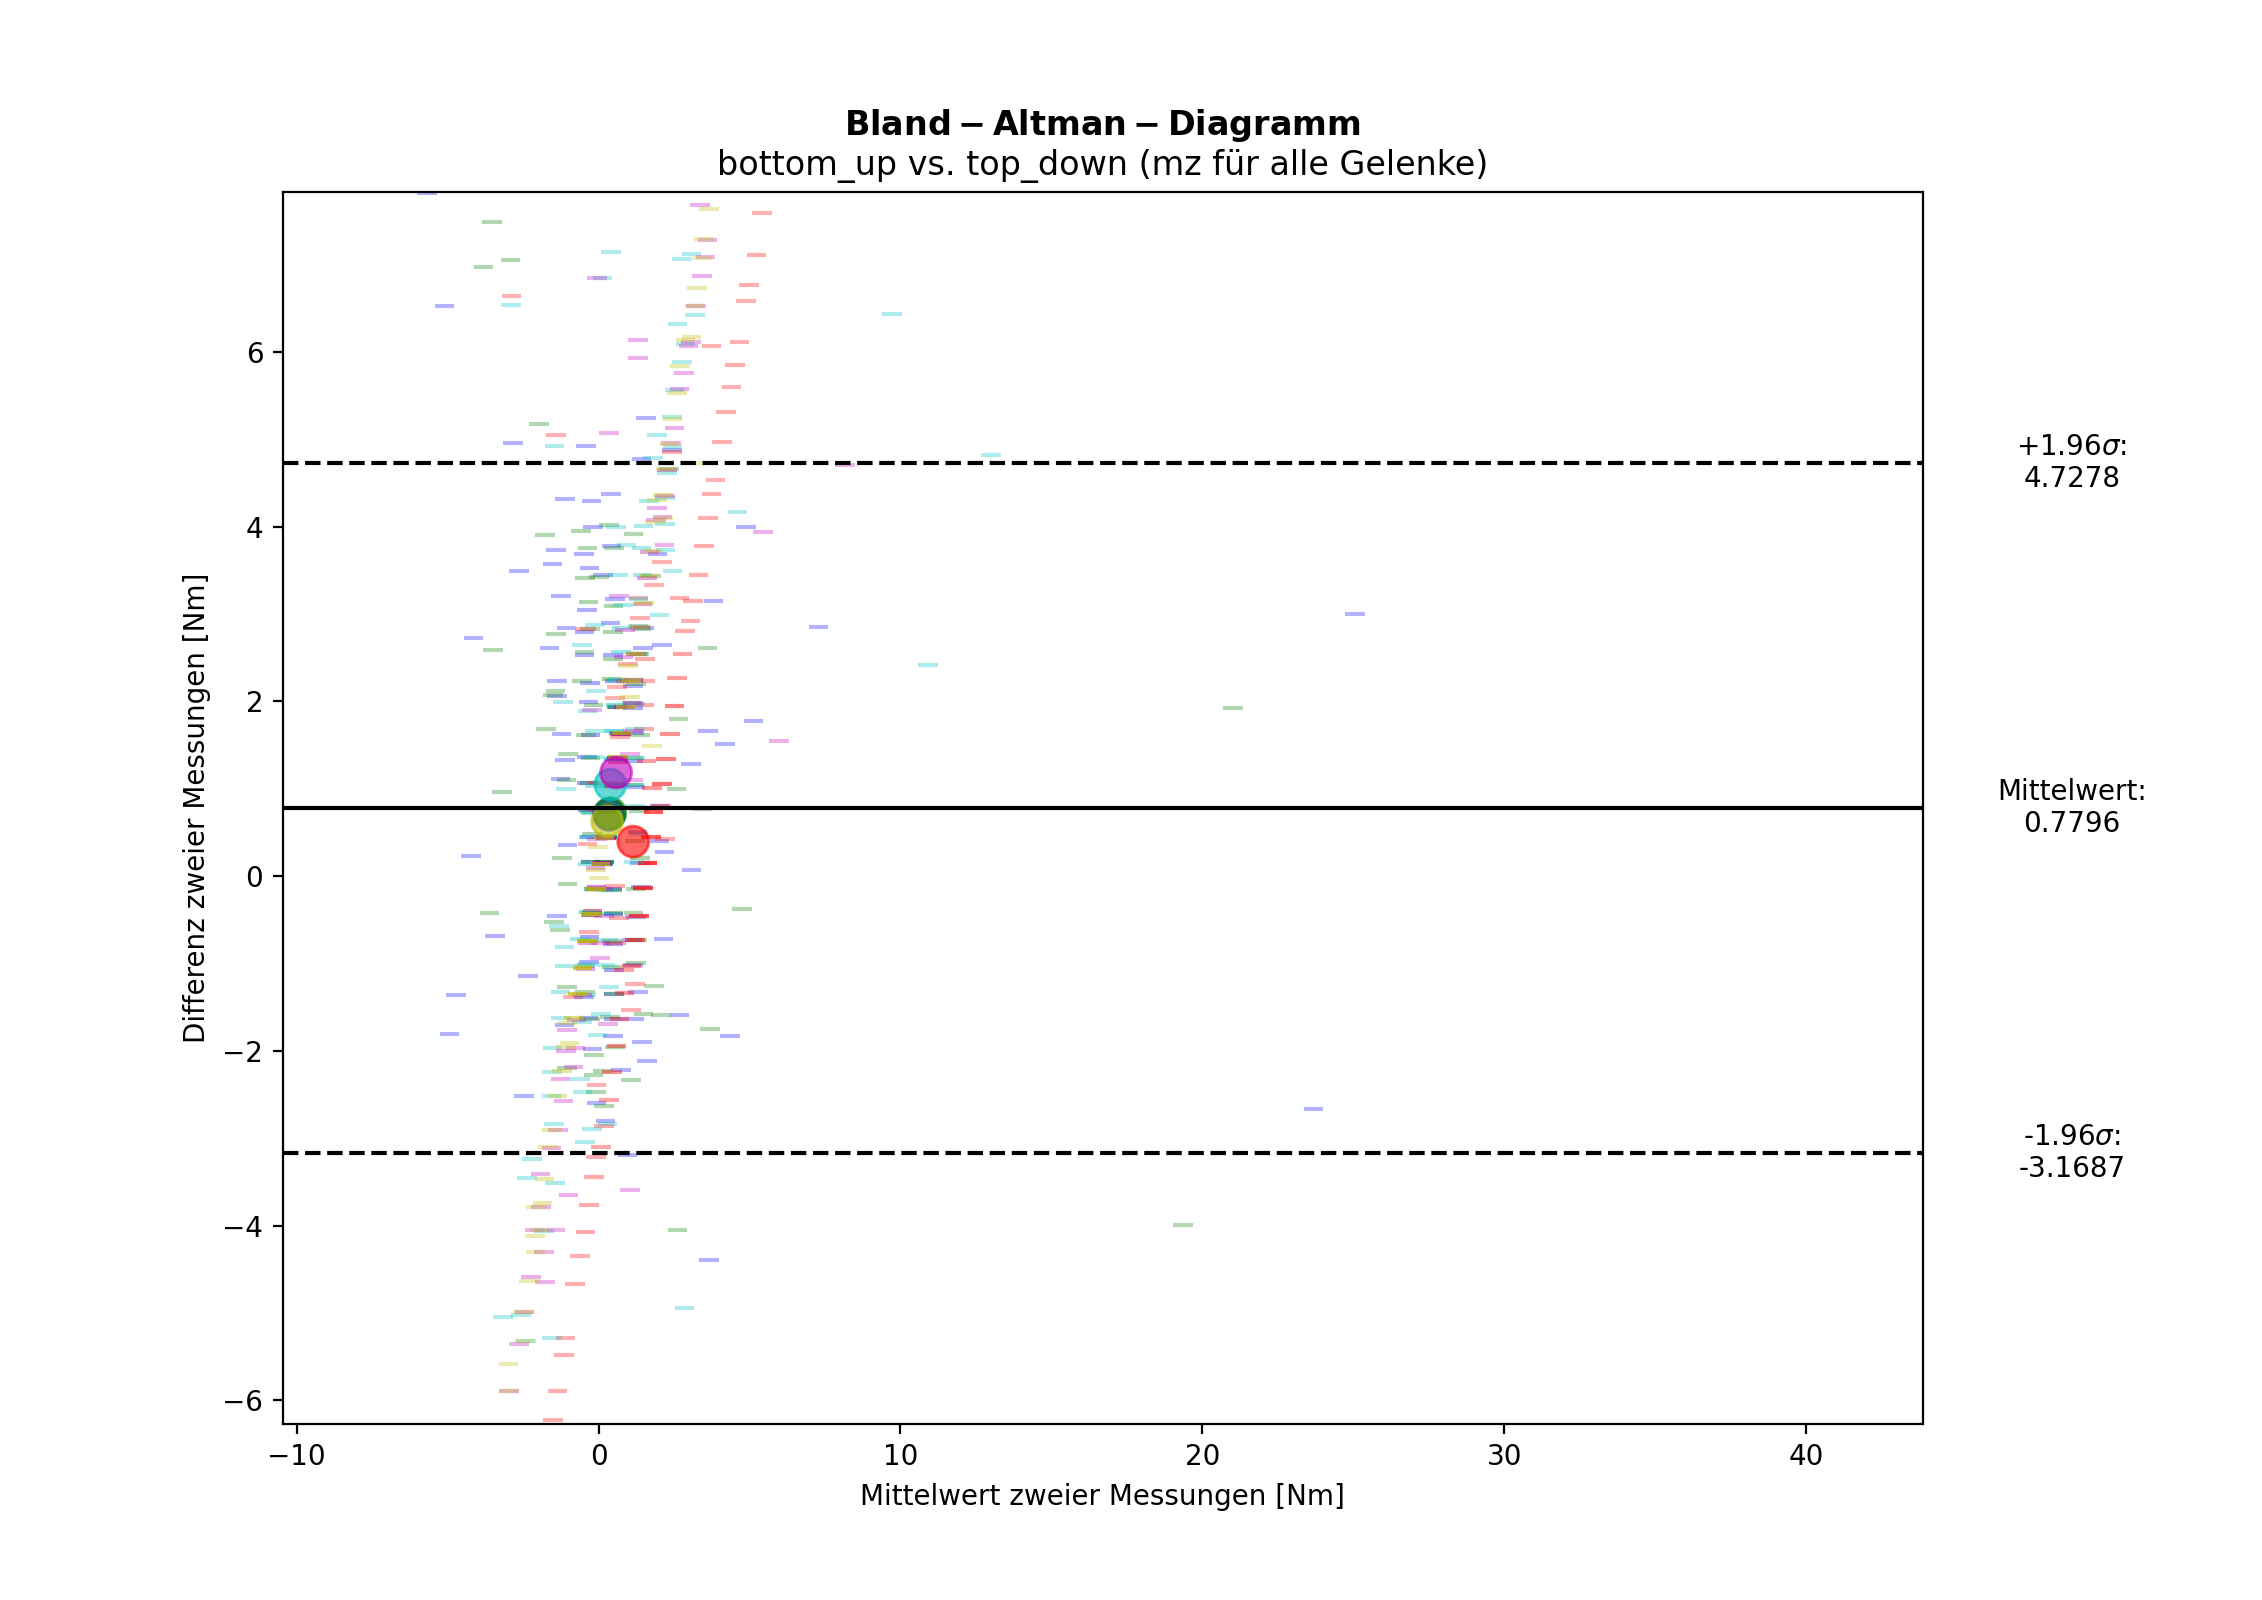 Bland – Altman – Diagramm
bottom_up vs. top_down (mz für alle Gelenke)
Differenz zweier Messungen [Nm]
6
4
2
0
−2
−4
−6
+1.96σ:
4.7278
Mittelwert:
0.7796
-1.96σ:
-3.1687
−10
0
10
20
30
40
Mittelwert zweier Messungen [Nm]